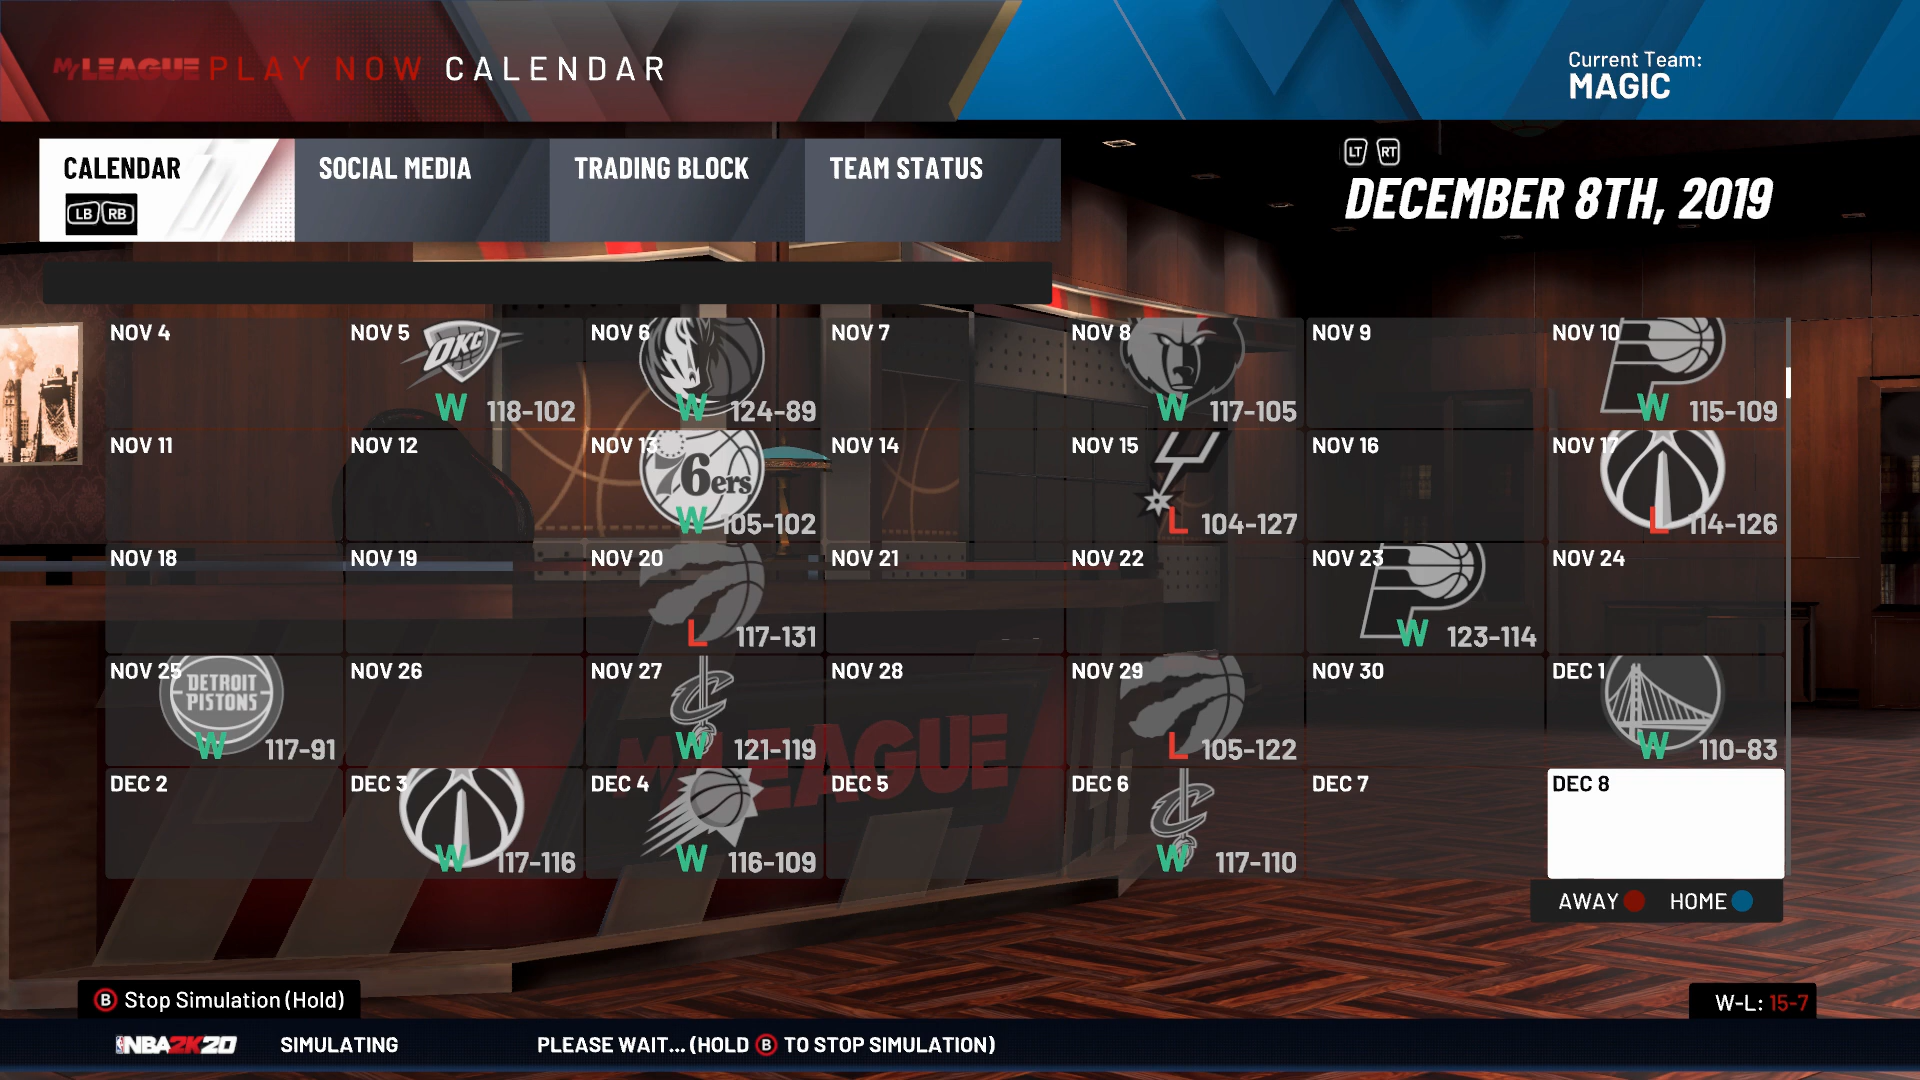 MyLEAGUE PLAY NOW CALENDAR
Current Team:
MAGIC
CALENDAR
LB RB
SOCIAL MEDIA
TRADING BLOCK
TEAM STATUS
LT RT
DECEMBER 8TH, 2019
NOV 4
NOV 5 OKC W 118-102
NOV 6 W 124-89
NOV 7
NOV 8 W 117-105
NOV 9
NOV 10 W 115-109
NOV 11
NOV 12
NOV 13 76ers W 105-102
NOV 14
NOV 15 L 104-127
NOV 16
NOV 17 L 114-126
NOV 18
NOV 19
NOV 20 L 117-131
NOV 21
NOV 22
NOV 23 W 123-114
NOV 24
NOV 25 DETROIT PISTONS W 117-91
NOV 26
NOV 27 W 121-119
NOV 28
NOV 29 L 105-122
NOV 30
DEC 1 W 110-83
MyLEAGUE
DEC 2
DEC 3 W 117-116
DEC 4 W 116-109
DEC 5
DEC 6 W 117-110
DEC 7
DEC 8
AWAY HOME
B Stop Simulation (Hold)
W-L: 15-7
NBA2K20 SIMULATING PLEASE WAIT... (HOLD B TO STOP SIMULATION)